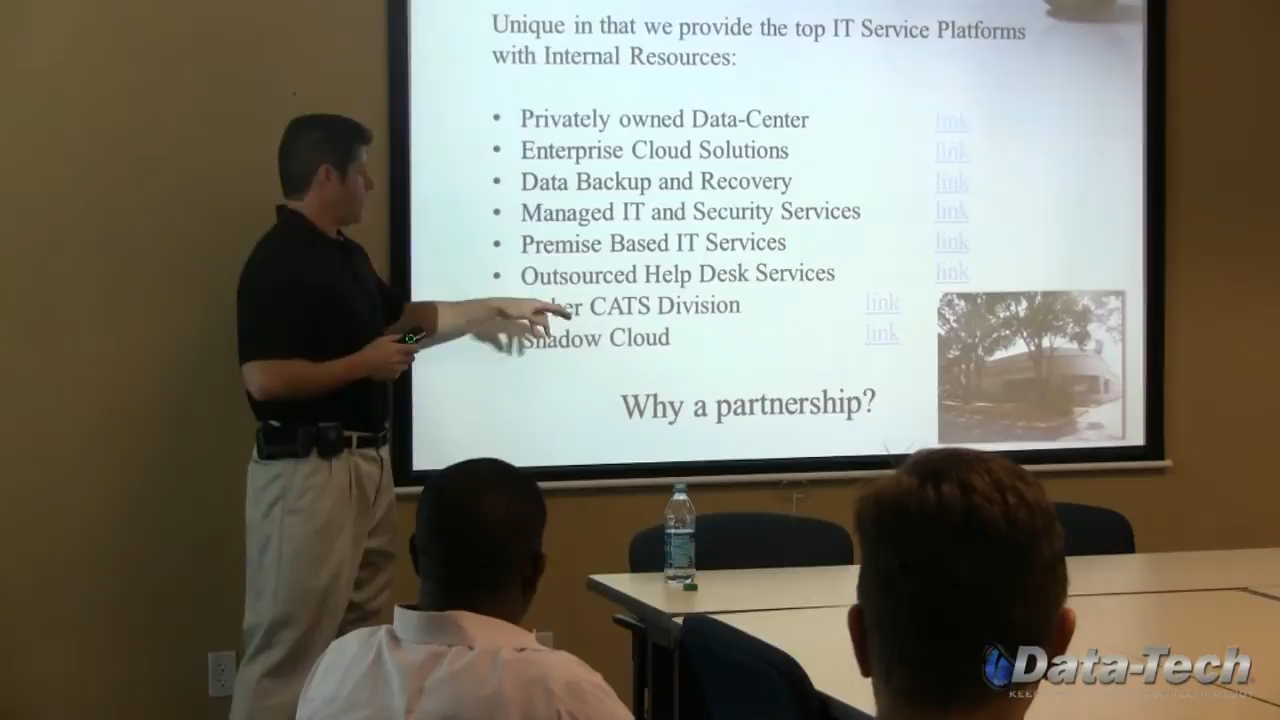 Unique in that we provide the top IT Service Platforms
with Internal Resources:
• Privately owned Data-Center link
• Enterprise Cloud Solutions link
• Data Backup and Recovery link
• Managed IT and Security Services link
• Premise Based IT Services link
• Outsourced Help Desk Services link
CATS Division link
Shadow Cloud link
Why a partnership?
Data-Tech